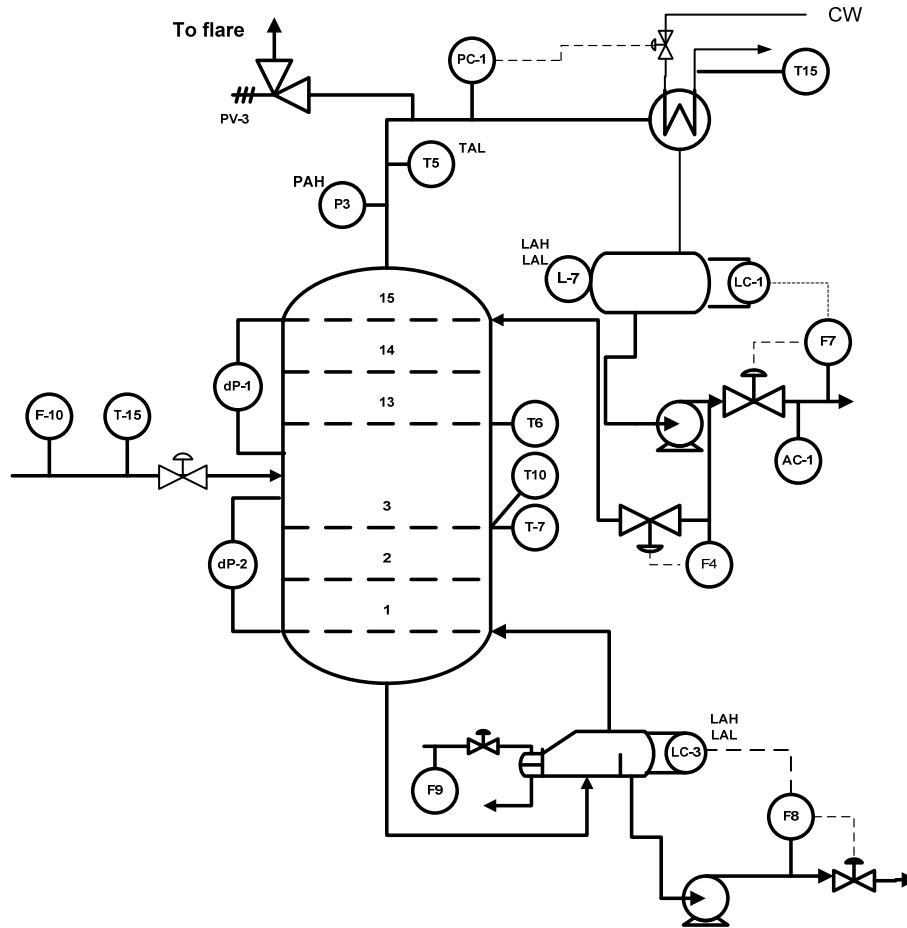 CW
To flare
PC-1
T15
PV-3
TAL
T5
PAH
P3
LAH
LAL
L-7
LC-1
15
14
F7
dP-1
13
F-10
T-15
T6
AC-1
T10
3
T-7
dP-2
2
F4
1
LAH
LAL
LC-3
F9
F8